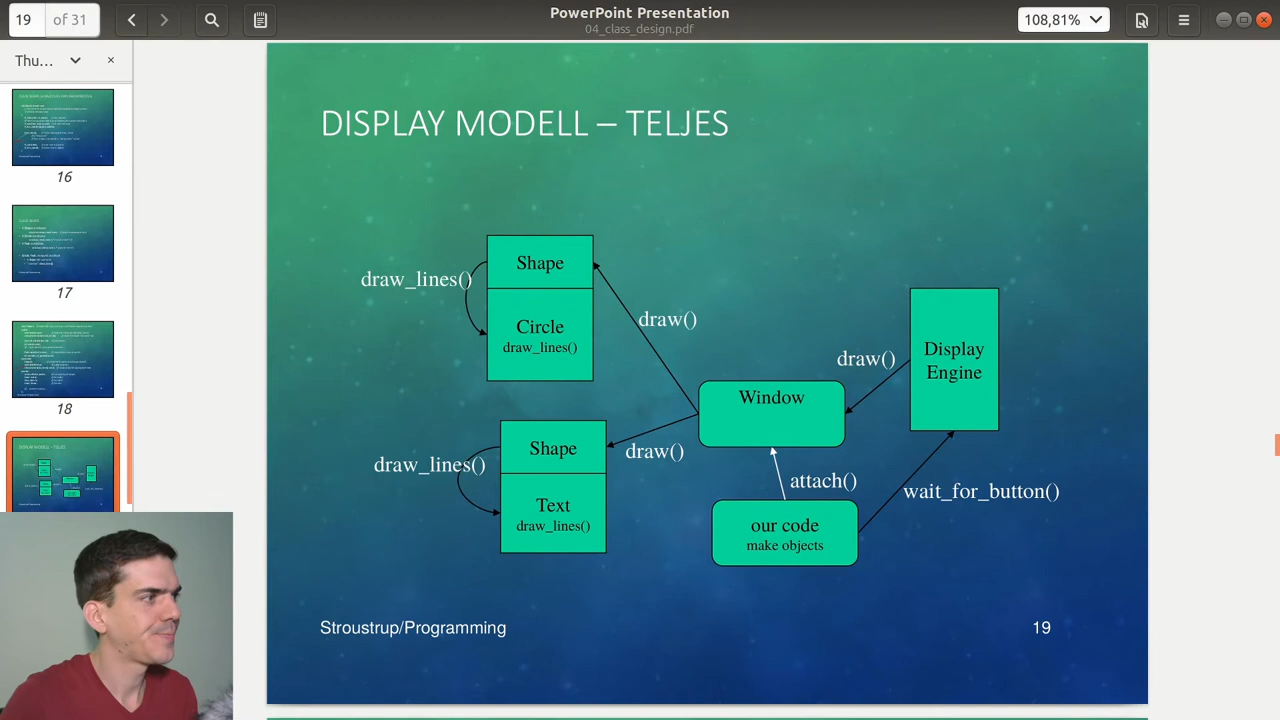 19
of 31
PowerPoint Presentation
04_class_design.pdf
108,81%
Thu...
16
17
18
DISPLAY MODELL – TELJES
Shape
draw_lines()
Circle
draw_lines()
draw()
Display
Engine
draw()
Window
Shape
draw()
draw_lines()
attach()
wait_for_button()
Text
draw_lines()
our code
make objects
Stroustrup/Programming
19